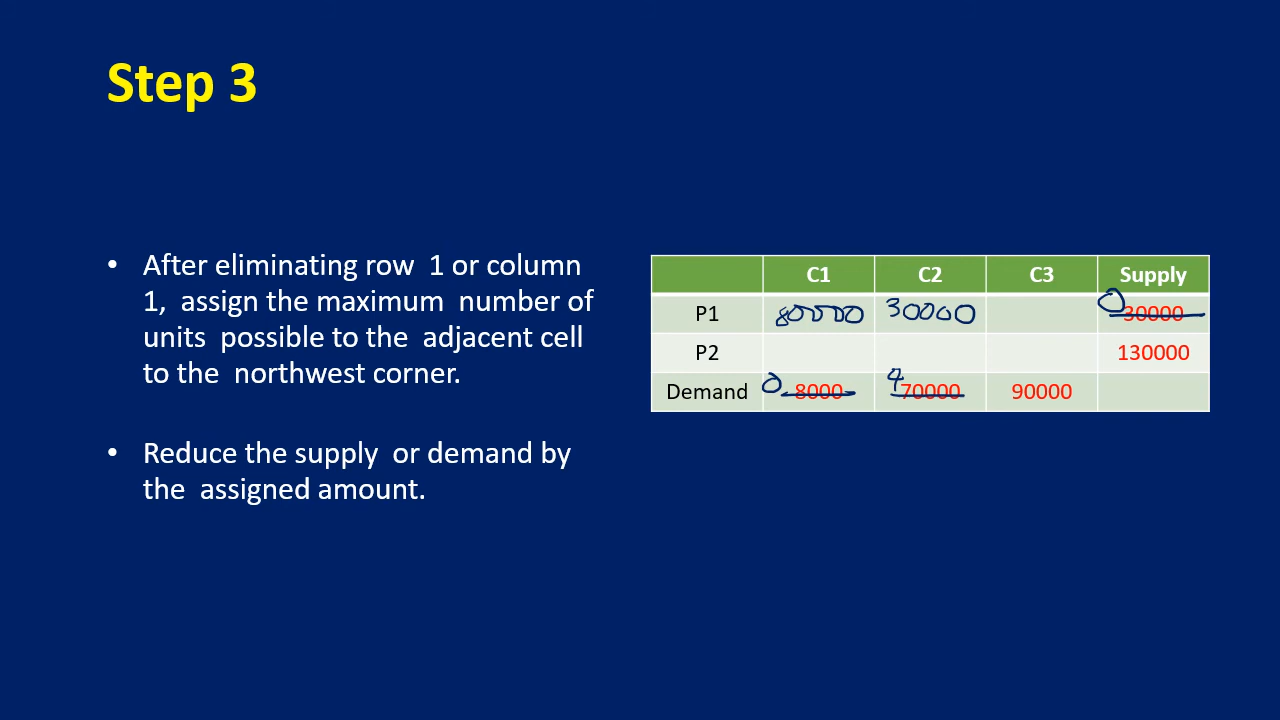 Step 3
• After eliminating row 1 or column
1, assign the maximum number of
units possible to the adjacent cell
to the northwest corner.
• Reduce the supply or demand by
the assigned amount.
C1 C2 C3 Supply
P1 80000 30000 0 30000
P2 130000
Demand 0 8000 4 70000 90000